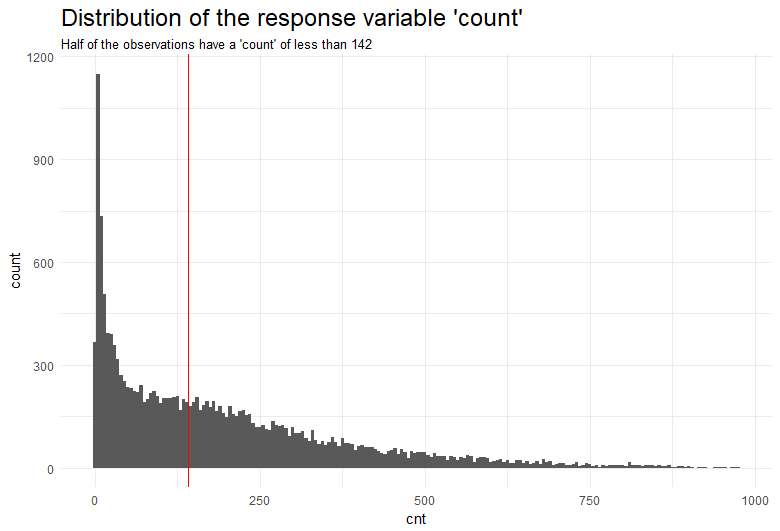 Distribution of the response variable 'count'
Half of the observations have a 'count' of less than 142
1200
900
600
300
0
count
0 250 500 750 1000
cnt